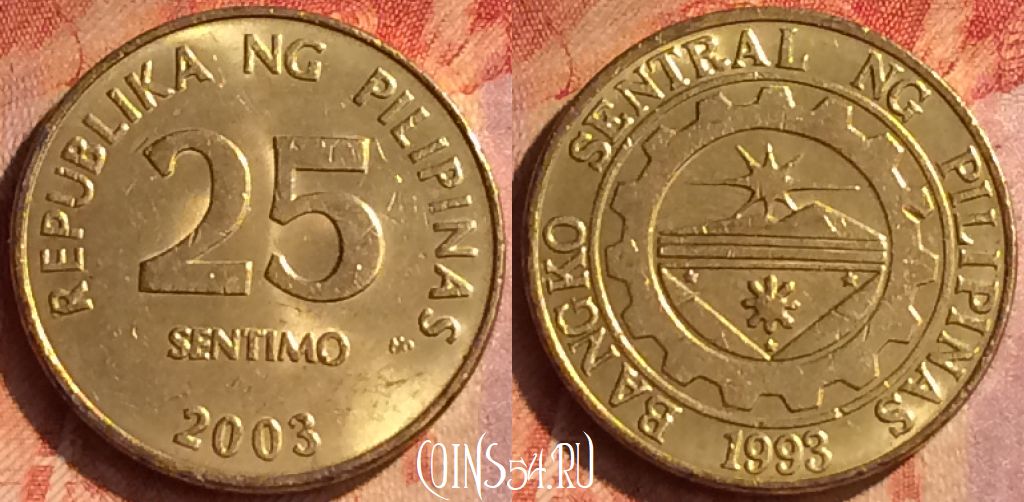 REPUBLIKA NG PILIPINAS
25
SENTIMO
2003
BANGKO SENTRAL NG PILIPINAS
1993
COINS54.RU